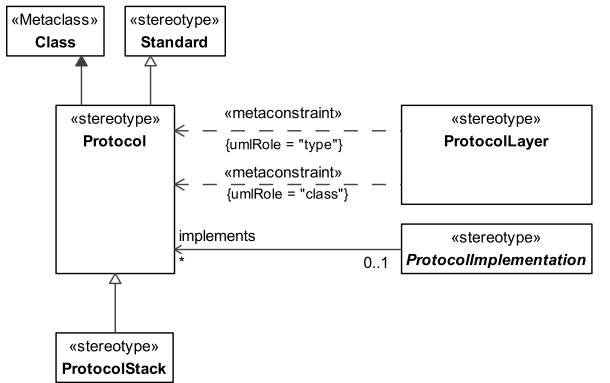 «Metaclass»
Class
«stereotype»
Standard
«stereotype»
Protocol
«metaconstraint»
{umlRole = "type"}
«metaconstraint»
{umlRole = "class"}
«stereotype»
ProtocolLayer
implements
*
0..1
«stereotype»
ProtocolImplementation
«stereotype»
ProtocolStack